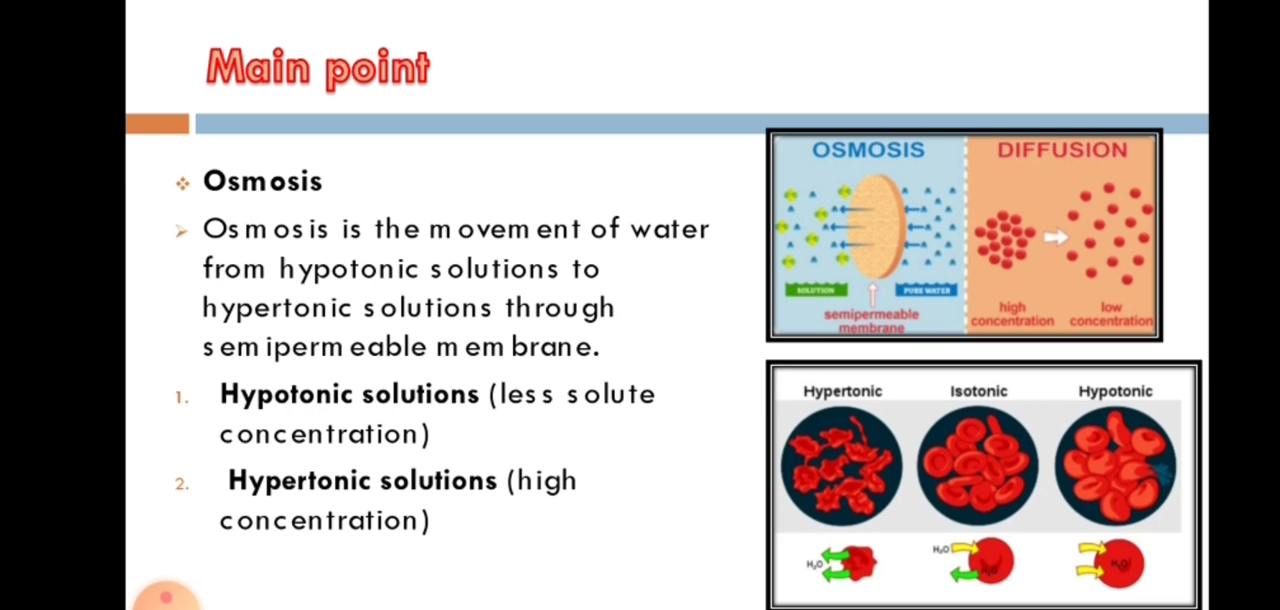 Main point
Osmosis
Osmosis is the movement of water
from hypotonic solutions to
hypertonic solutions through
semipermeable membrane.
1. Hypotonic solutions (less solute
concentration)
2. Hypertonic solutions (high
concentration)
OSMOSIS
SOLUTION
PURE WATER
semipermeable
membrane
DIFFUSION
high
concentration
low
concentration
Hypertonic
Isotonic
Hypotonic
H₂O
H₂O
H₂O
H₂O